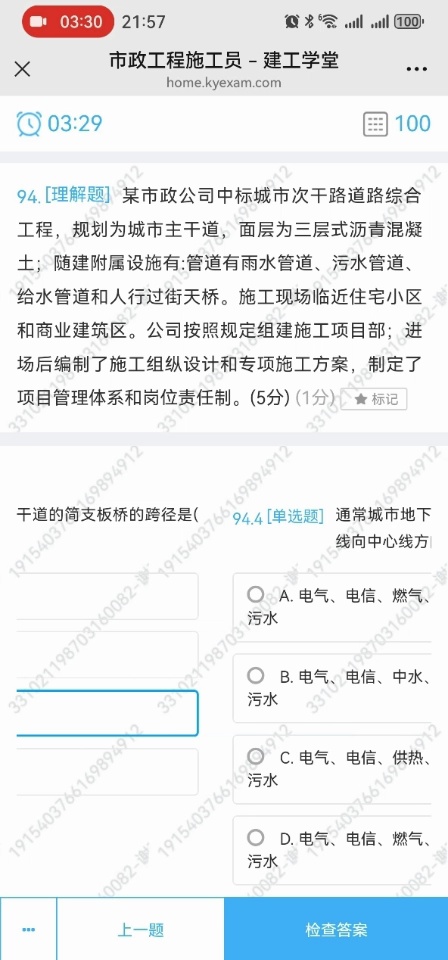 03:30 21:57 6 100
市政工程施工员 – 建工学堂
home.kyexam.com
03:29 100
94. [理解题] 某市政公司中标城市次干路道路综合
工程，规划为城市主干道，面层为三层式沥青混凝
土；随建附属设施有:管道有雨水管道、污水管道、
给水管道和人行过街天桥。施工现场临近住宅小区
和商业建筑区。公司按照规定组建施工项目部；进
场后编制了施工组纵设计和专项施工方案，制定了
项目管理体系和岗位责任制。(5分) (1分) 标记
干道的简支板桥的跨径是(
94.4 [单选题] 通常城市地下
线向中心线方
A. 电气、电信、燃气、
污水
B. 电气、电信、中水、
污水
C. 电气、电信、供热、
污水
D. 电气、电信、燃气、
污水
上一题 检查答案